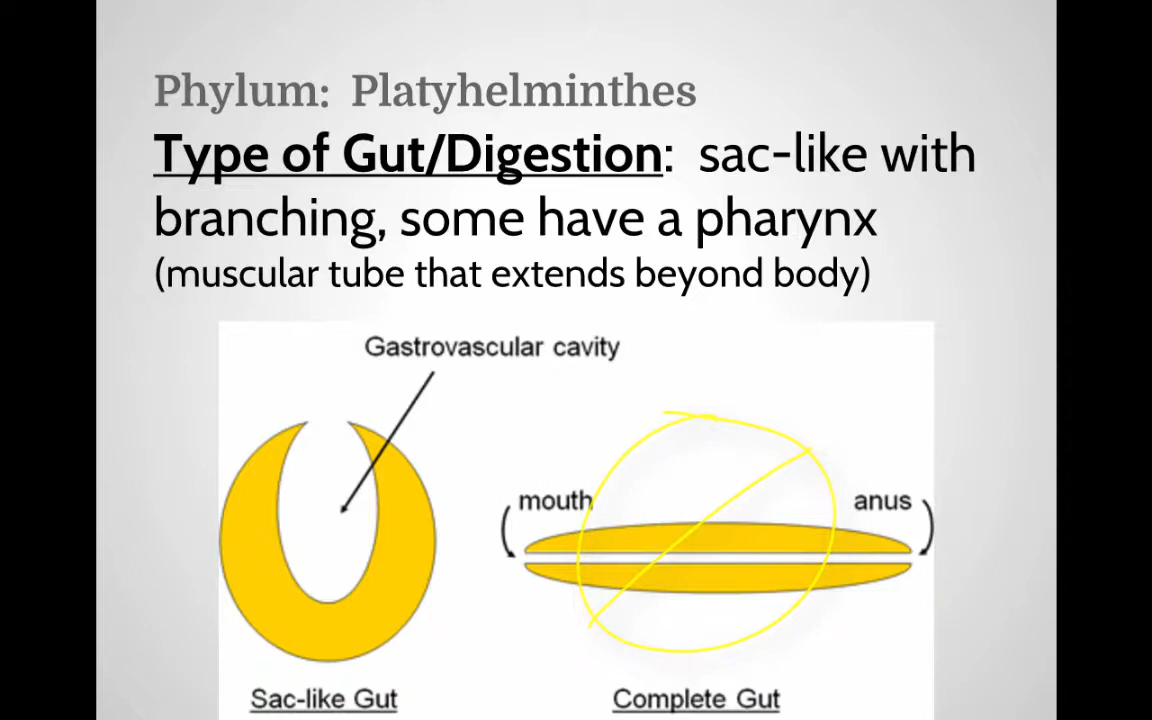 Phylum: Platyhelminthes
Type of Gut/Digestion: sac-like with
branching, some have a pharynx
(muscular tube that extends beyond body)
Gastrovascular cavity
mouth
anus
Sac-like Gut
Complete Gut